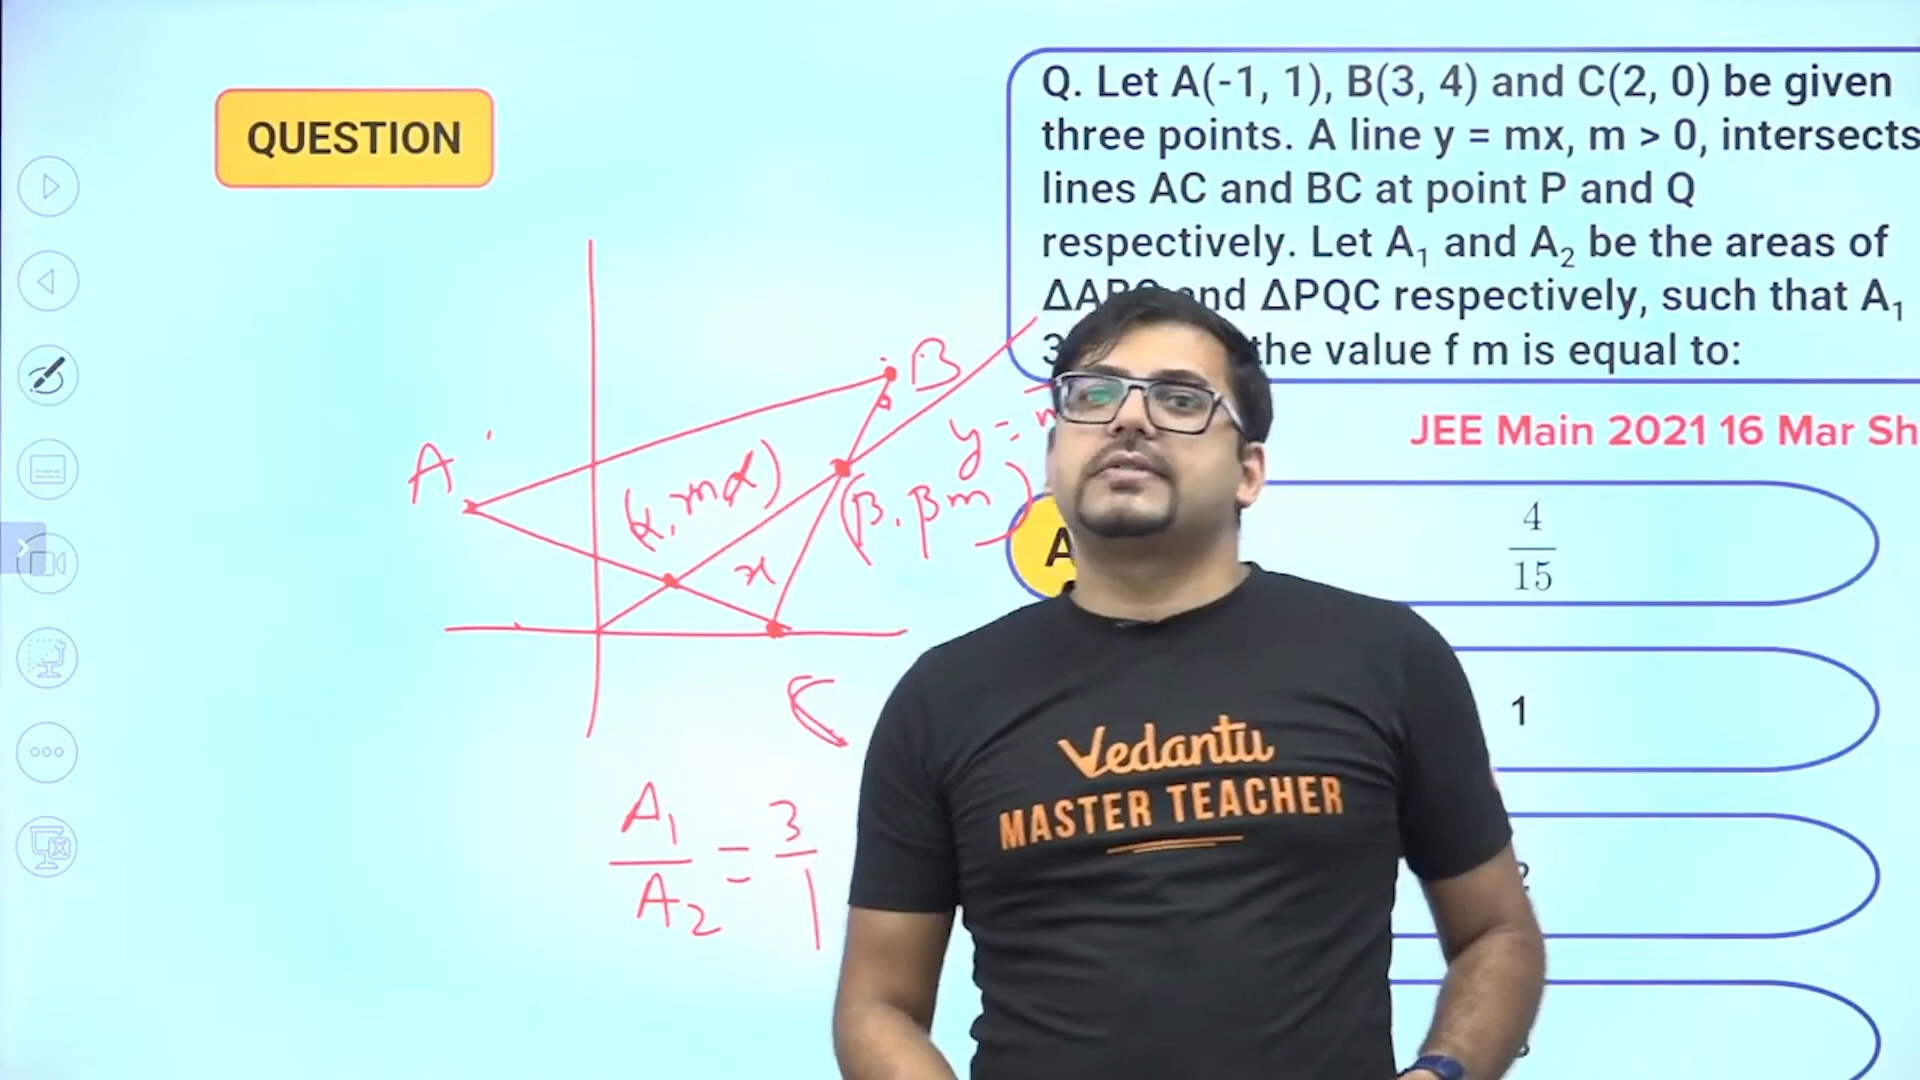 QUESTION
Q. Let A(-1, 1), B(3, 4) and C(2, 0) be given
three points. A line y = mx, m > 0, intersects
lines AC and BC at point P and Q
respectively. Let A₁ and A₂ be the areas of
and ΔPQC respectively, such that A₁
3 the value f m is equal to:
JEE Main 2021 16 Mar
A
4
15
1
B
A
y =
(α, mα)
(β, βm)
x
C
A₁
A₂
=
3
1
Vedantu
MASTER TEACHER